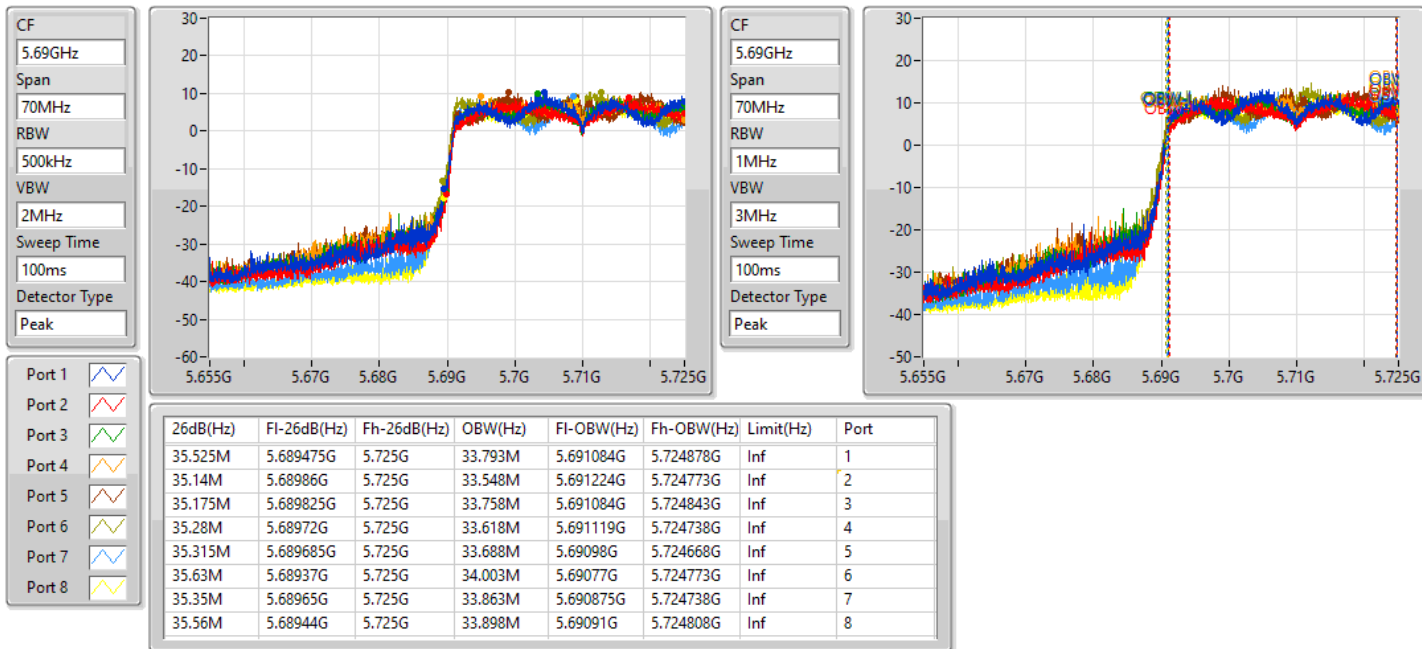 CF
5.69GHz
Span
70MHz
RBW
500kHz
VBW
2MHz
Sweep Time
100ms
Detector Type
Peak
30
20
10
0
-10
-20
-30
-40
-50
-60
5.655G 5.67G 5.68G 5.69G 5.7G 5.71G 5.725G
CF
5.69GHz
Span
70MHz
RBW
1MHz
VBW
3MHz
Sweep Time
100ms
Detector Type
Peak
30
20
10
0
-10
-20
-30
-40
-50
5.655G 5.67G 5.68G 5.69G 5.7G 5.71G 5.725G
Port 1
Port 2
Port 3
Port 4
Port 5
Port 6
Port 7
Port 8
26dB(Hz) Fl-26dB(Hz) Fh-26dB(Hz) OBW(Hz) Fl-OBW(Hz) Fh-OBW(Hz) Limit(Hz) Port
35.525M 5.689475G 5.725G 33.793M 5.691084G 5.724878G Inf 1
35.14M 5.68986G 5.725G 33.548M 5.691224G 5.724773G Inf 2
35.175M 5.689825G 5.725G 33.758M 5.691084G 5.724843G Inf 3
35.28M 5.68972G 5.725G 33.618M 5.691119G 5.724738G Inf 4
35.315M 5.689685G 5.725G 33.688M 5.69098G 5.724668G Inf 5
35.63M 5.68937G 5.725G 34.003M 5.69077G 5.724773G Inf 6
35.35M 5.68965G 5.725G 33.863M 5.690875G 5.724738G Inf 7
35.56M 5.68944G 5.725G 33.898M 5.69091G 5.724808G Inf 8